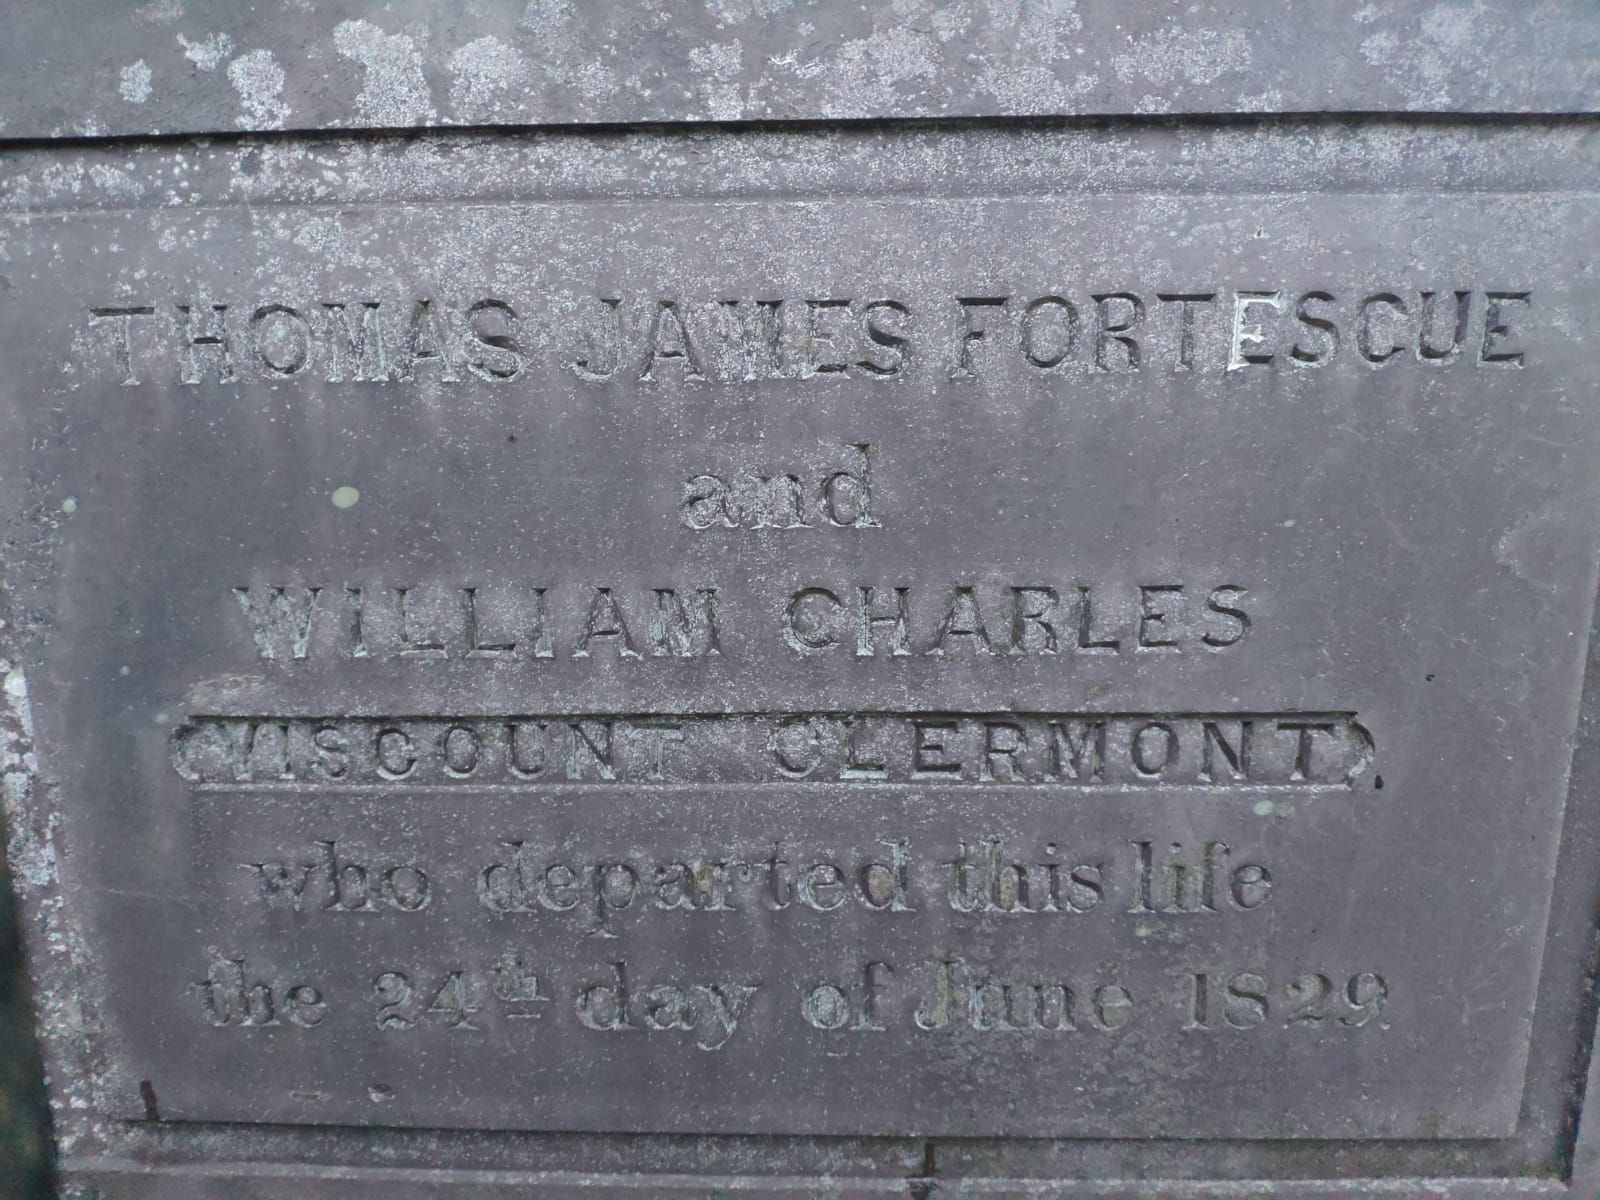 THOMAS JAMES FORTESCUE
and
WILLIAM CHARLES
(VISCOUNT CLERMONT)
who departed this life
the 24th day of June 1829.